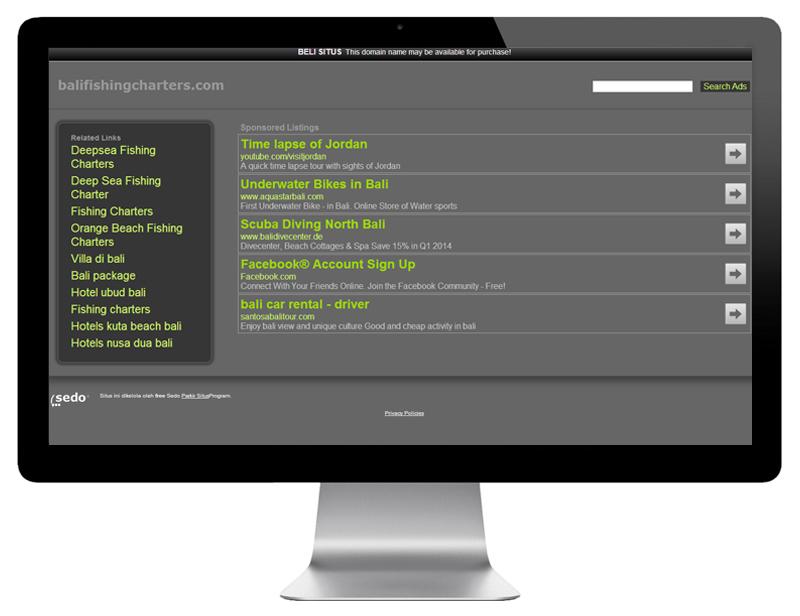 BELI SITUS This domain name may be available for purchase!
balifishingcharters.com
Search Ads
Related Links
Deepsea Fishing
Charters
Deep Sea Fishing
Charter
Fishing Charters
Orange Beach Fishing
Charters
Villa di bali
Bali package
Hotel ubud bali
Fishing charters
Hotels kuta beach bali
Hotels nusa dua bali
Sponsored Listings
Time lapse of Jordan
youtube.com/visitjordan
A quick time lapse tour with sights of Jordan
Underwater Bikes in Bali
www.aquastarbali.com
First Underwater Bike - in Bali. Online Store of Water sports
Scuba Diving North Bali
www.balidivecenter.de
Divecenter, Beach Cottages & Spa Save 15% in Q1 2014
Facebook® Account Sign Up
Facebook.com
Connect With Your Friends Online. Join the Facebook Community - Free!
bali car rental - driver
santosabalitour.com
Enjoy bali view and unique culture Good and cheap activity in bali
sedo
Situs ini dikelola oleh free Sedo Parkir SitusProgram.
Privacy Policies